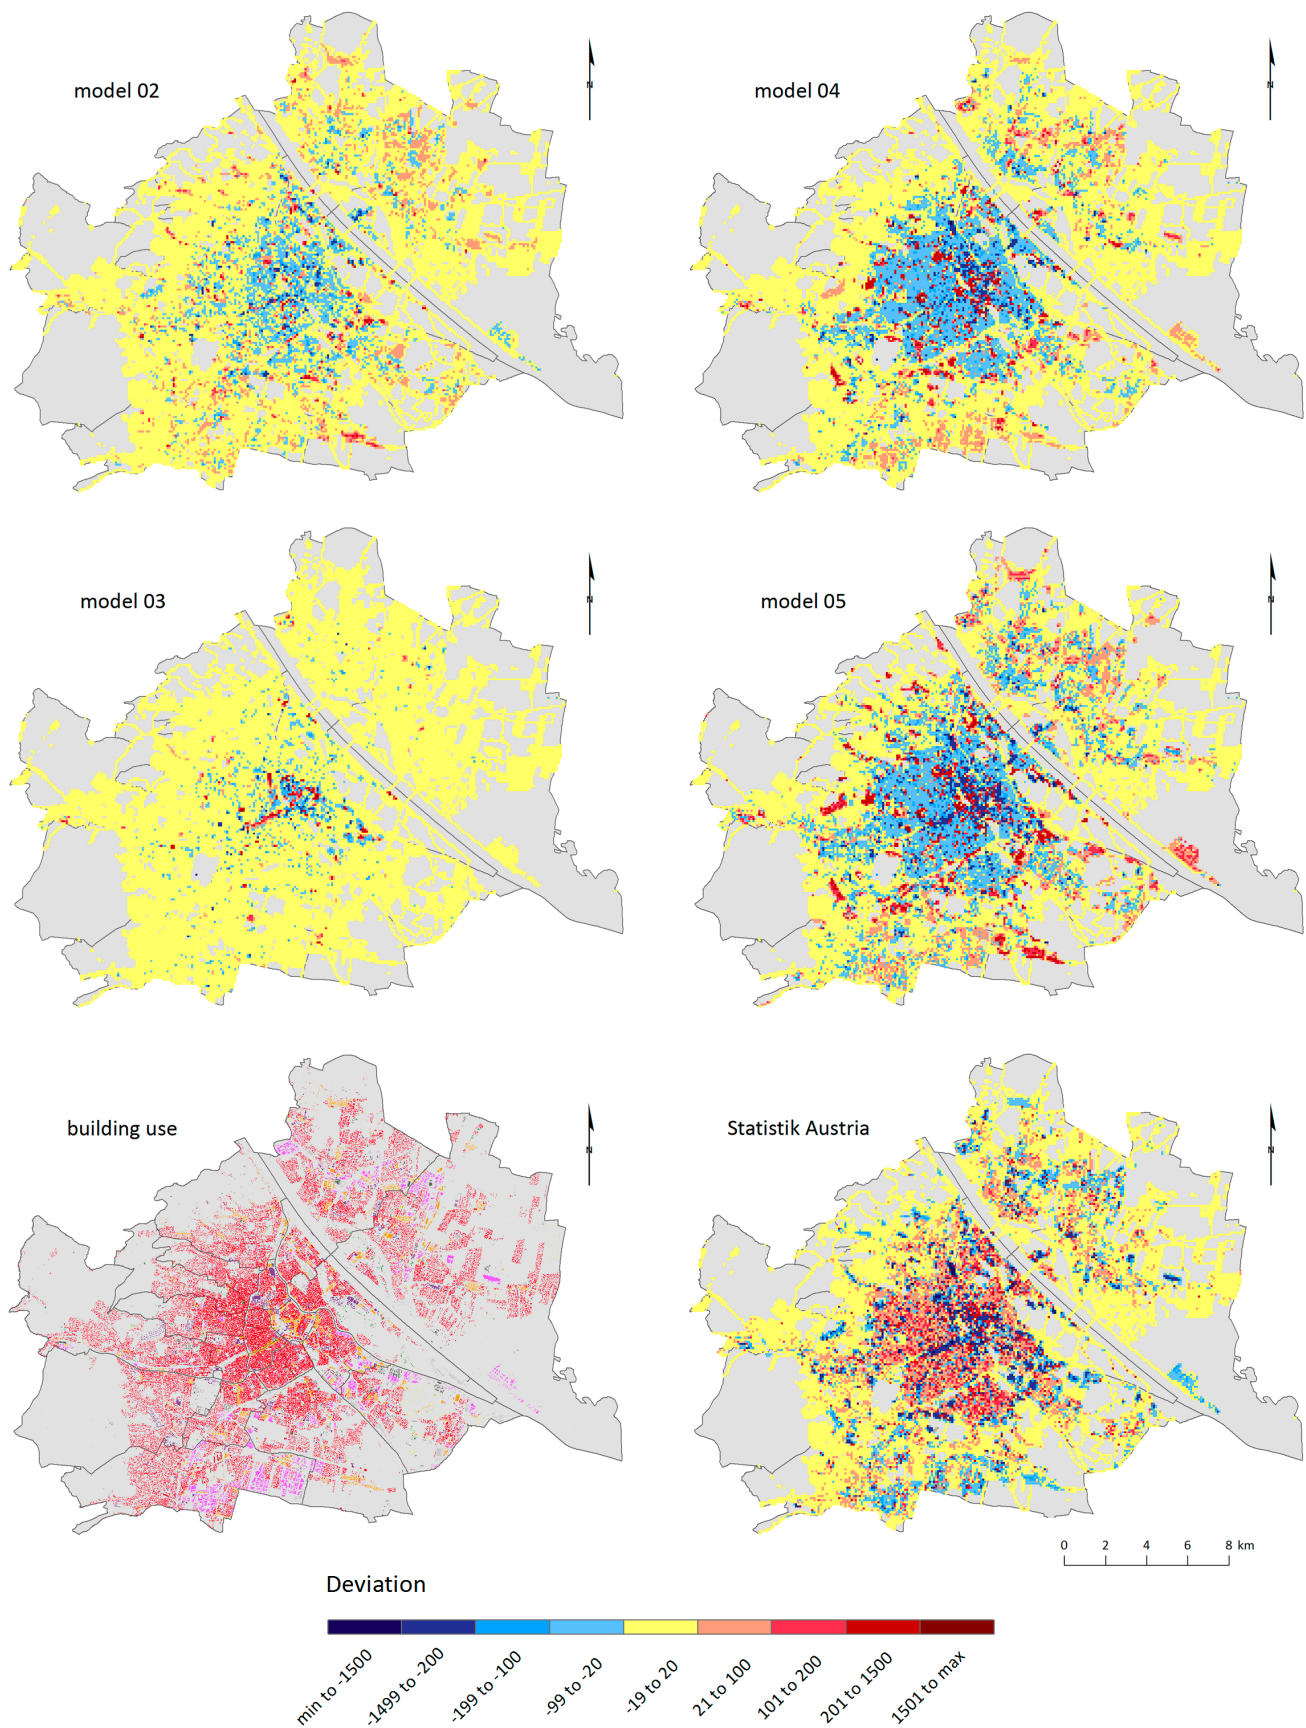 model 02
N
model 04
N
model 03
N
model 05
N
building use
N
Statistik Austria
N
0 2 4 6 8 km
Deviation
min to -1500
-1499 to -200
-199 to -100
-99 to -20
-19 to 20
21 to 100
101 to 200
201 to 1500
1501 to max